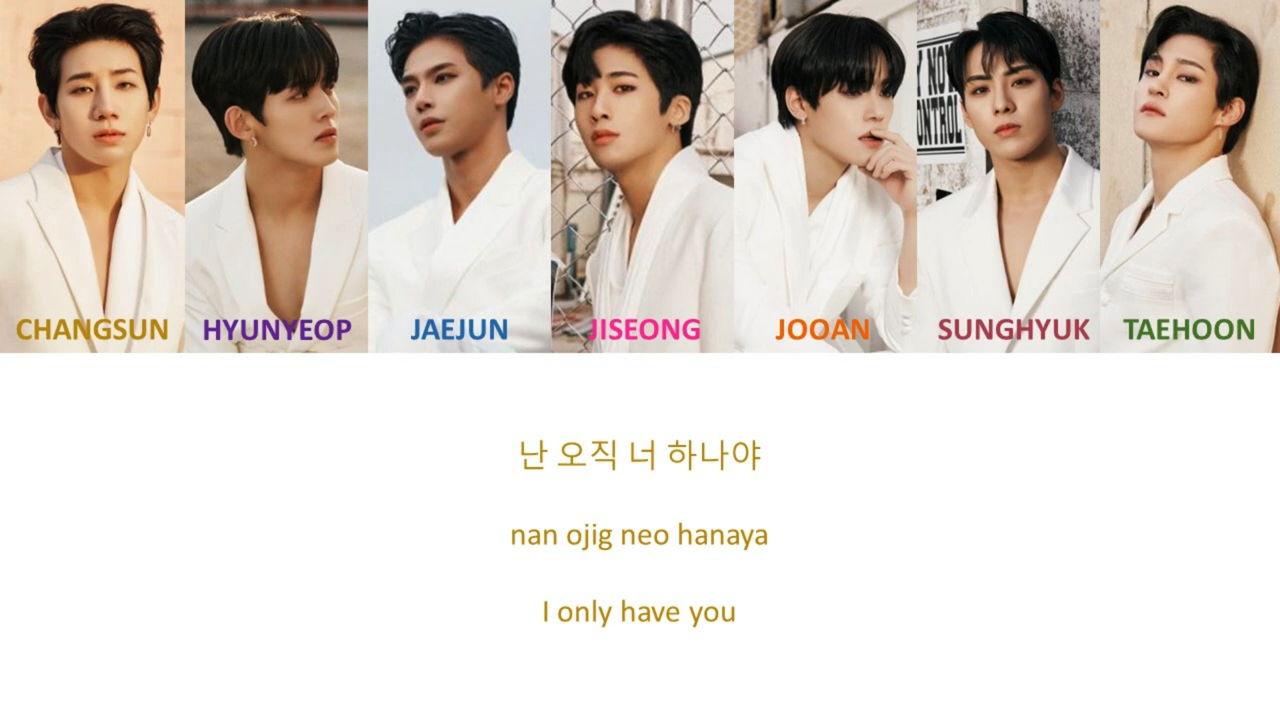 CHANGSUN
HYUNYEOP
JAEJUN
JISEONG
JOOAN
SUNGHYUK
TAEHOON
난 오직 너 하나야
nan ojig neo hanaya
I only have you